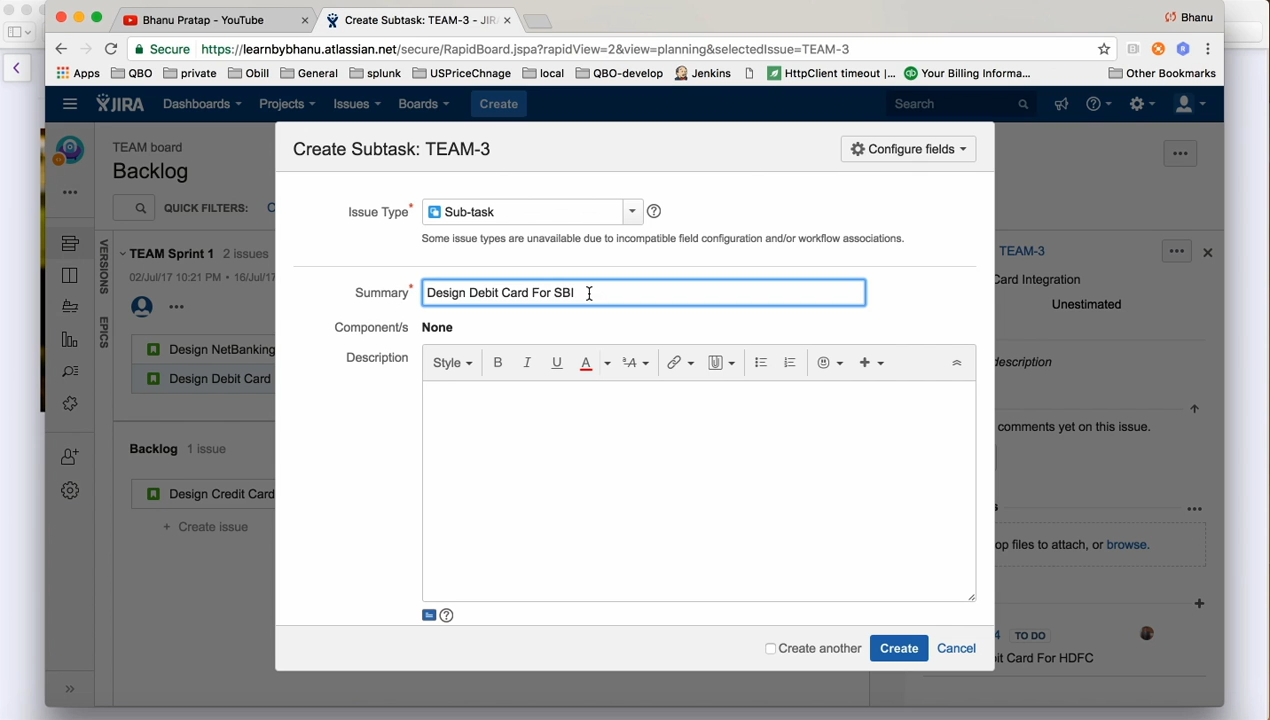 Bhanu Pratap - YouTube
Create Subtask: TEAM-3 - JIR
Bhanu
Secure https://learnbybhanu.atlassian.net/secure/RapidBoard.jspa?rapidView=2&view=planning&selectedIssue=TEAM-3
Apps QBO private Obill General splunk USPriceChnage local QBO-develop Jenkins HttpClient timeout |... Your Billing Informa... Other Bookmarks
JIRA Dashboards Projects Issues Boards Create Search
TEAM board
Backlog
QUICK FILTERS:
VERSIONS
EPICS
TEAM Sprint 1 2 issues
02/Jul/17 10:21 PM • 16/Jul/1
Design NetBanking
Design Debit Card
Backlog 1 issue
Design Credit Card
+ Create issue
Create Subtask: TEAM-3
Configure fields
Issue Type* Sub-task
Some issue types are unavailable due to incompatible field configuration and/or workflow associations.
Summary* Design Debit Card For SBI
Component/s None
Description Style B I U A
Create another Create Cancel
TEAM-3
Card Integration
Unestimated
description
comments yet on this issue.
op files to attach, or browse.
4 TO DO
it Card For HDFC